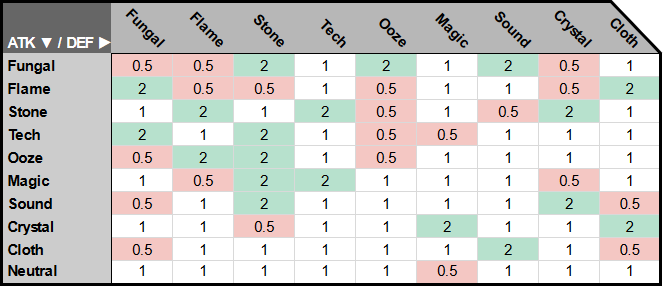 ATK ▼ / DEF ▶ Fungal Flame Stone Tech Ooze Magic Sound Crystal Cloth
Fungal 0.5 0.5 2 1 2 1 2 0.5 1
Flame 2 0.5 0.5 1 0.5 1 1 0.5 2
Stone 1 2 1 2 0.5 1 0.5 2 1
Tech 2 1 2 1 0.5 0.5 1 1 1
Ooze 0.5 2 2 1 0.5 1 1 1 1
Magic 1 0.5 2 2 1 1 1 0.5 1
Sound 0.5 1 2 1 1 1 1 2 0.5
Crystal 1 1 0.5 1 1 2 1 1 2
Cloth 0.5 1 1 1 1 1 2 1 0.5
Neutral 1 1 1 1 1 0.5 1 1 1